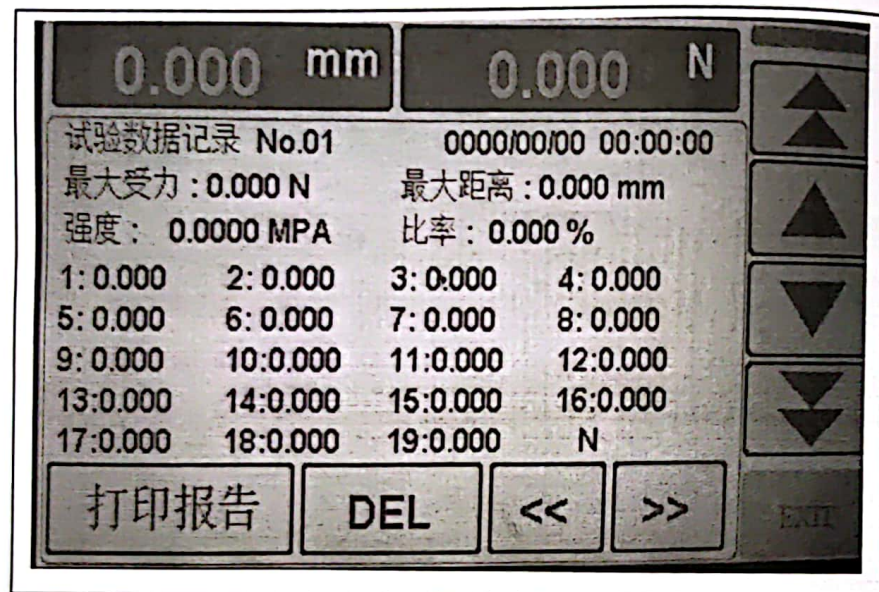 0.000 mm 0.000 N
试验数据记录 No.01 0000/00/00 00:00:00
最大受力:0.000 N 最大距离:0.000 mm
强度: 0.0000 MPA 比率:0.000 %
1:0.000 2:0.000 3:0.000 4:0.000
5:0.000 6:0.000 7:0.000 8:0.000
9:0.000 10:0.000 11:0.000 12:0.000
13:0.000 14:0.000 15:0.000 16:0.000
17:0.000 18:0.000 19:0.000 N
打印报告 DEL << >> EXIT